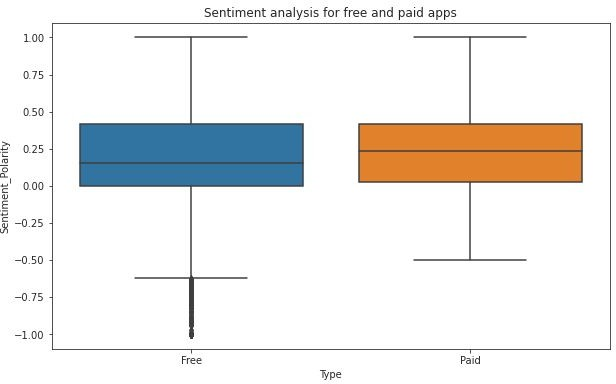 Sentiment analysis for free and paid apps
1.00
0.75
0.50
0.25
0.00
−0.25
−0.50
−0.75
−1.00
Sentiment_Polarity
Free
Paid
Type